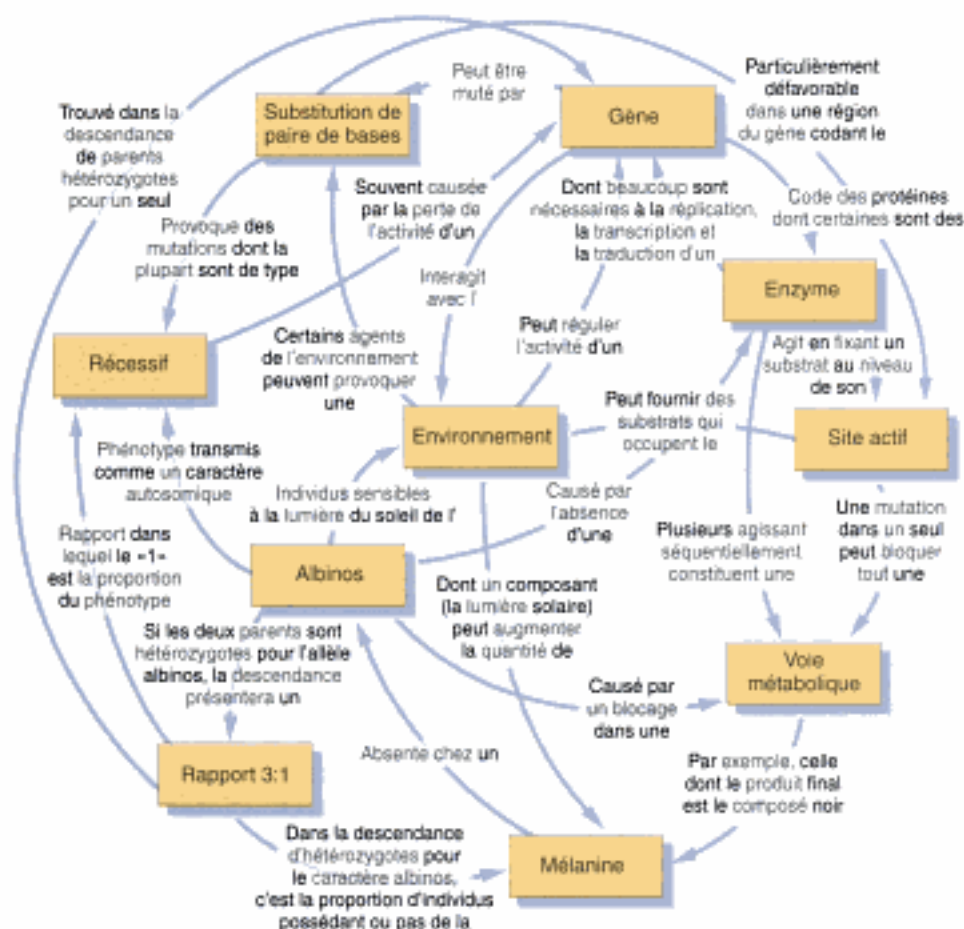 Peut être
muté par
Particulièrement
défavorable
dans une région
du gène codant le
Trouvé dans la
descendance
de parents
hétérozygotes
pour un seul
Substitution de
paire de bases
Gène
Souvent causée
par la perte de
l'activité d'un
Dont beaucoup sont
nécessaires à la réplication,
la transcription et
la traduction d'un
Code des protéines
dont certaines sont des
Provoque des
mutations dont la
plupart sont de type
Interagit
avec l'
Enzyme
Récessif
Certains agents
de l'environnement
peuvent provoquer
une
Peut réguler
l'activité d'un
Agit en fixant un
substrat au niveau
de son
Environnement
Peut fournir des
substrats qui
occupent le
Site actif
Phénotype transmis
comme un caractère
autosomique
Individus sensibles
à la lumière du soleil de l'
Causé par
l'absence
d'une
Rapport dans
lequel le «1»
est la proportion
du phénotype
Albinos
Dont un composant
(la lumière solaire)
peut augmenter
la quantité de
Plusieurs agissant
séquentiellement
constituent une
Une mutation
dans un seul
peut bloquer
tout une
Si les deux parents sont
hétérozygotes pour l'allèle
albinos, la descendance
présentera un
Causé par
un blocage
dans une
Voie
métabolique
Rapport 3:1
Absente chez un
Par exemple, celle
dont le produit final
est le composé noir
Dans la descendance
d'hétérozygotes pour
le caractère albinos,
c'est la proportion d'individus
possédant ou pas de la
Mélanine